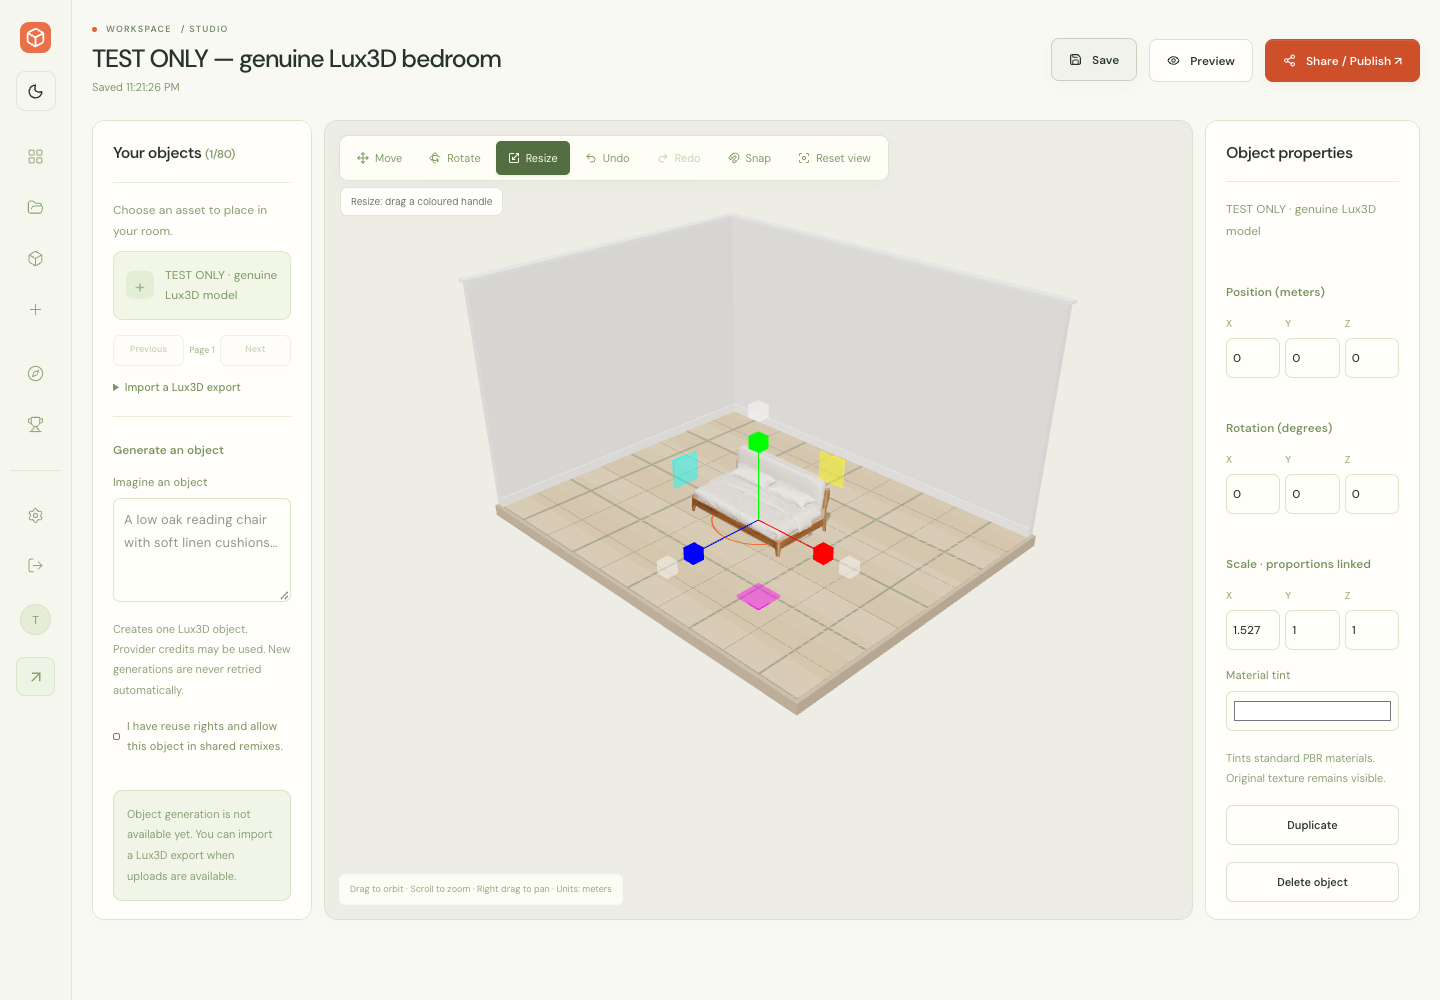 WORKSPACE / STUDIO
TEST ONLY — genuine Lux3D bedroom
Saved 11:21:26 PM
Save
Preview
Share / Publish
Your objects (1/80)
Choose an asset to place in
your room.
+
TEST ONLY · genuine
Lux3D model
Previous
Page 1
Next
Import a Lux3D export
Generate an object
Imagine an object
A low oak reading chair
with soft linen cushions...
Creates one Lux3D object.
Provider credits may be used. New
generations are never retried
automatically.
I have reuse rights and allow
this object in shared remixes.
Object generation is not
available yet. You can import
a Lux3D export when
uploads are available.
T
Move
Rotate
Resize
Undo
Redo
Snap
Reset view
Resize: drag a coloured handle
Drag to orbit · Scroll to zoom · Right drag to pan · Units: meters
Object properties
TEST ONLY · genuine Lux3D
model
Position (meters)
X Y Z
0 0 0
Rotation (degrees)
X Y Z
0 0 0
Scale · proportions linked
X Y Z
1.527 1 1
Material tint
Tints standard PBR materials.
Original texture remains visible.
Duplicate
Delete object